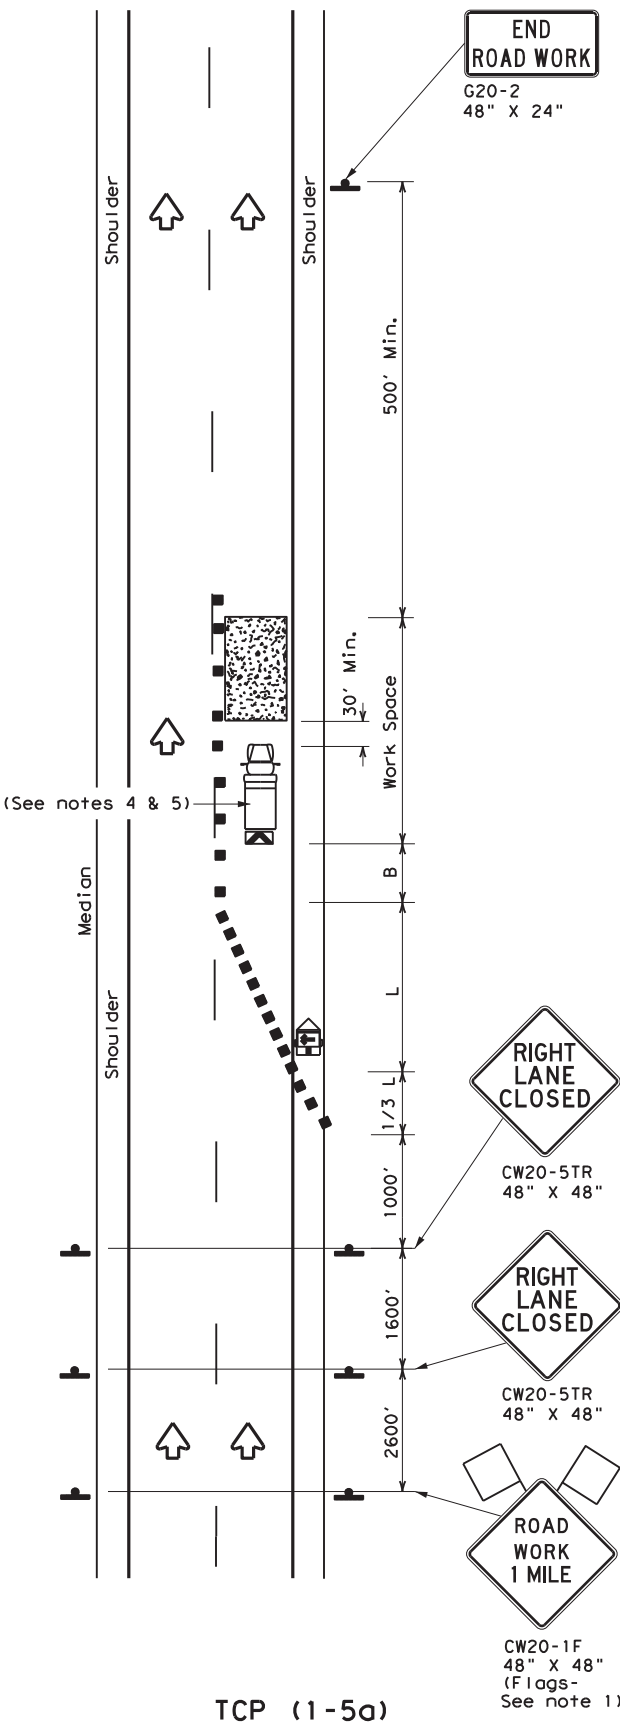 END
ROAD WORK
G20-2
48" X 24"
Shoulder
Shoulder
500' Min.
30' Min.
Work Space
(See notes 4 & 5)
B
Median
L
Shoulder
1/3 L
RIGHT
LANE
CLOSED
CW20-5TR
48" X 48"
1000'
RIGHT
LANE
CLOSED
1600'
CW20-5TR
48" X 48"
2600'
ROAD
WORK
1 MILE
CW20-1F
48" X 48"
(Flags-
See note 1)
TCP (1-5a)